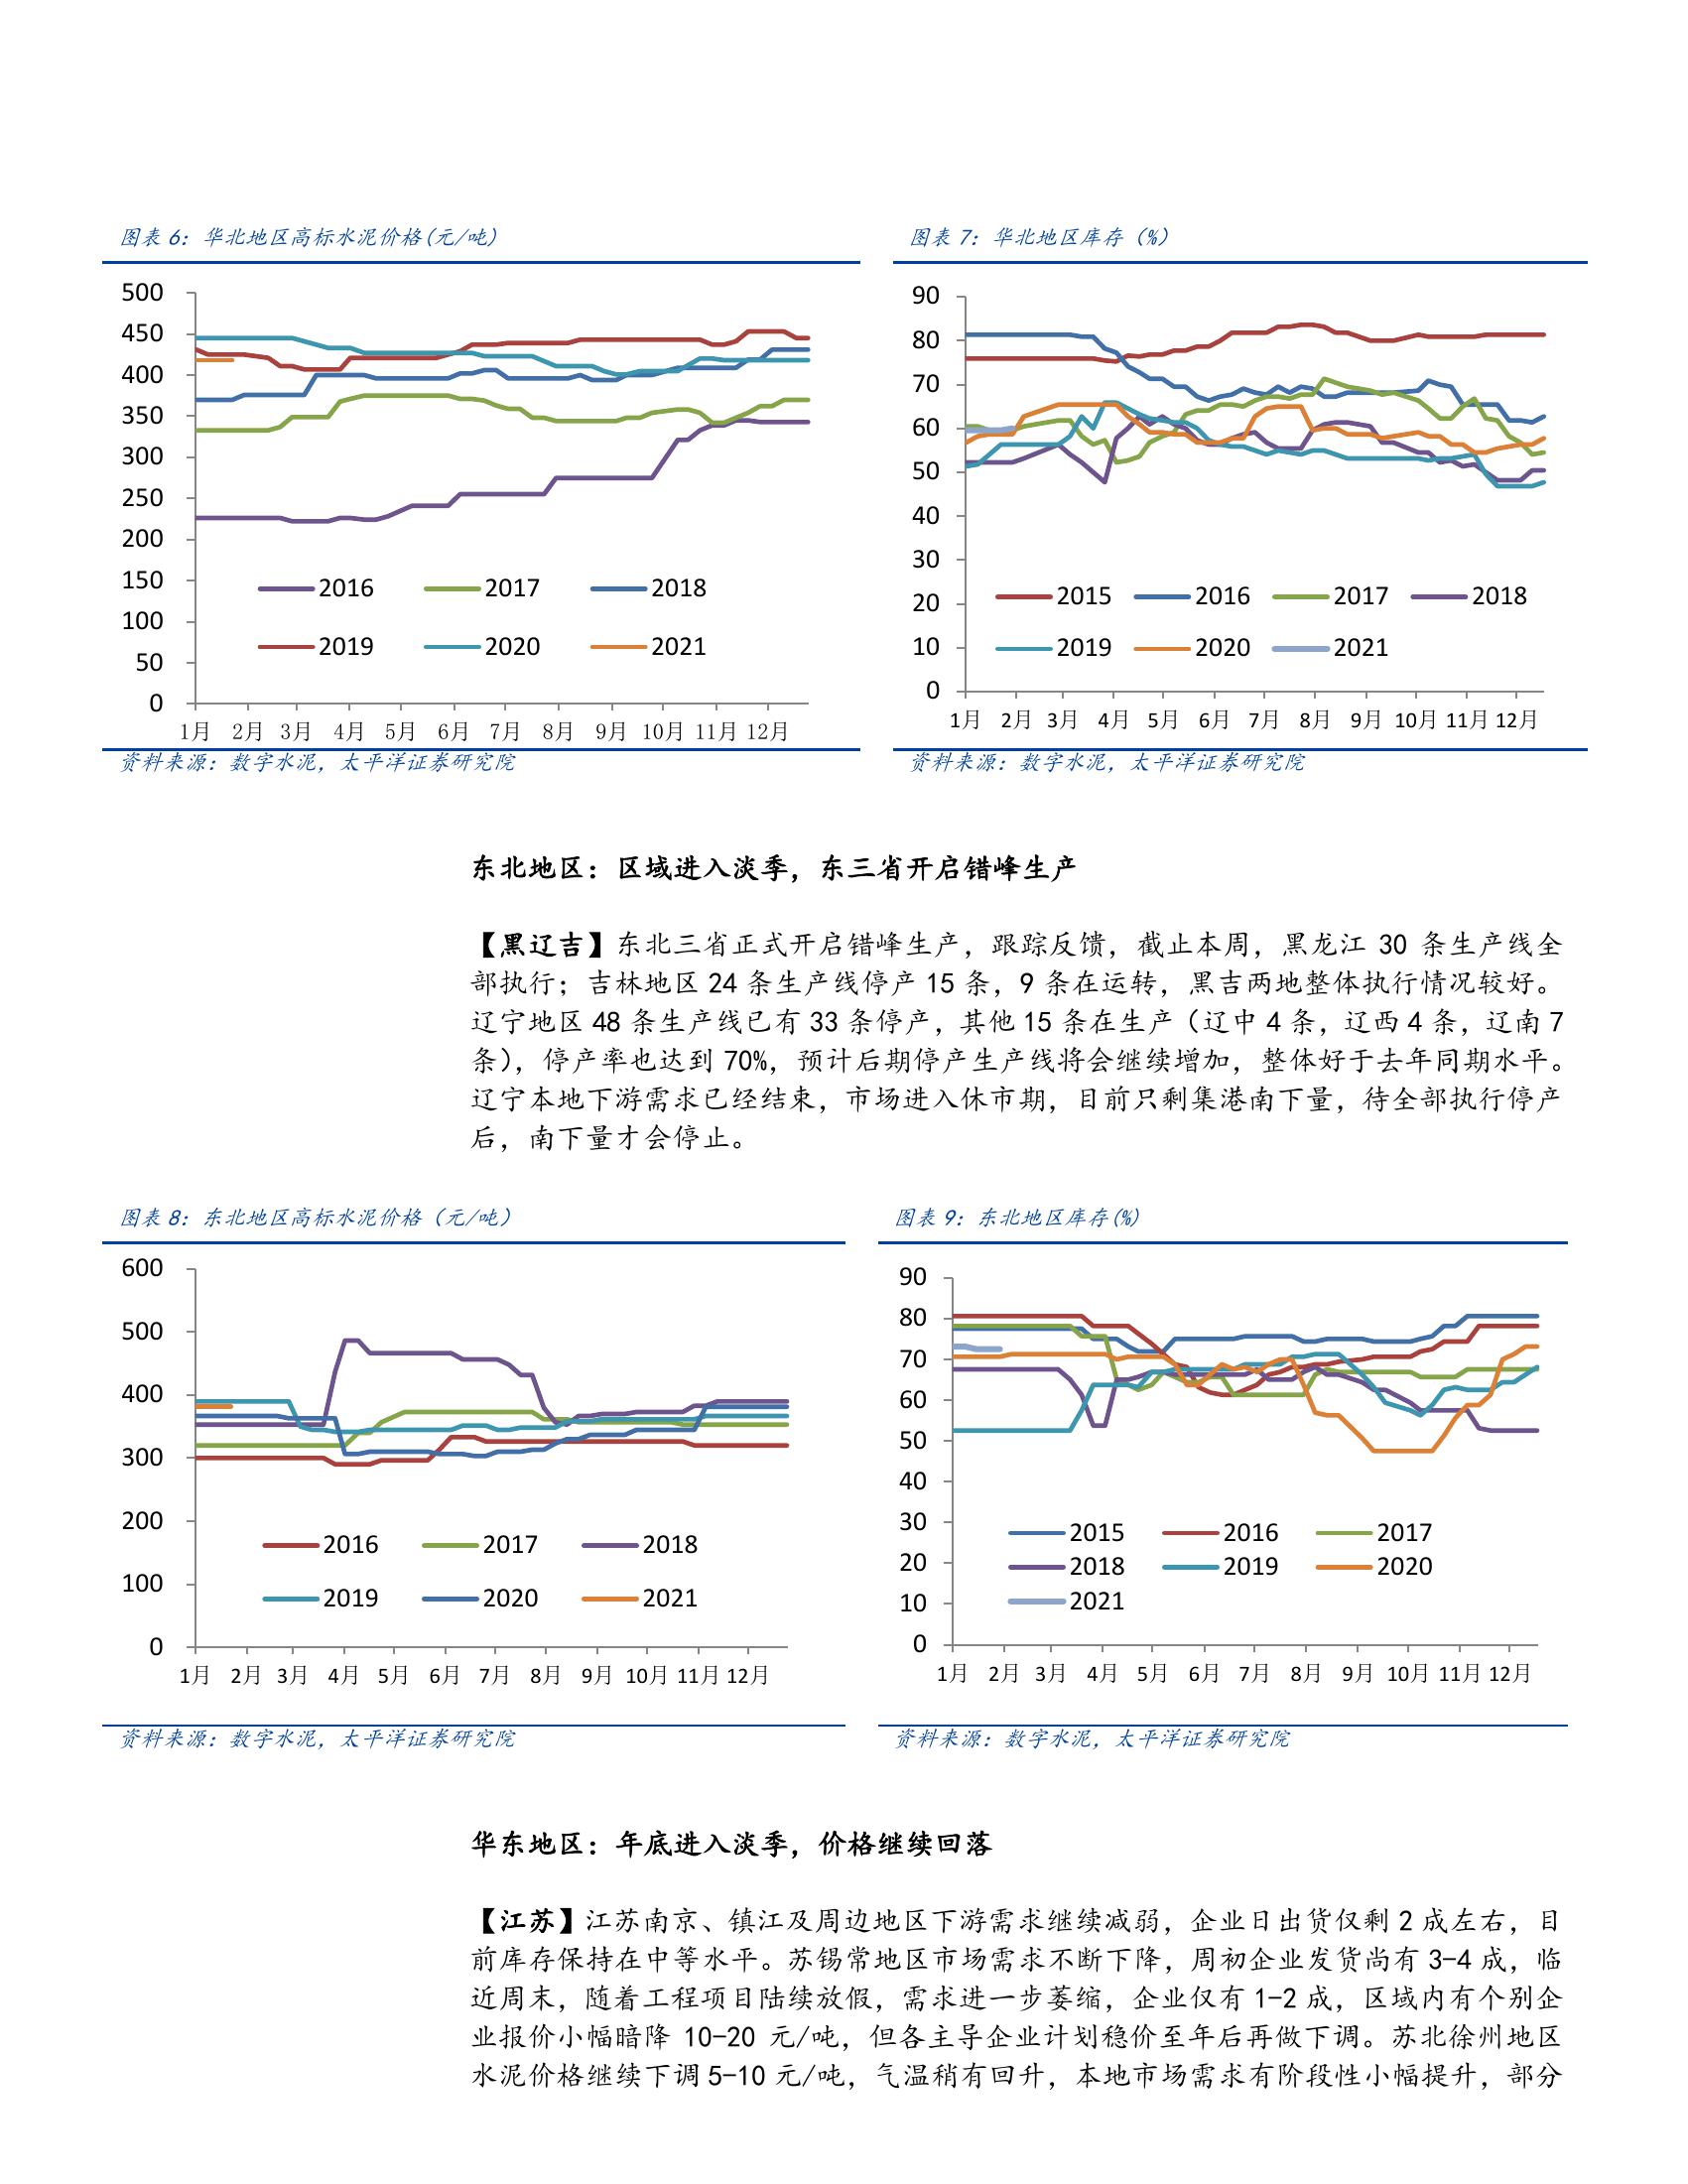 图表 6：华北地区高标水泥价格(元/吨)
500
450
400
350
300
250
200
150
100
50
0
2016 2017 2018
2019 2020 2021
1月 2月 3月 4月 5月 6月 7月 8月 9月 10月 11月 12月
资料来源：数字水泥，太平洋证券研究院
图表 7：华北地区库存（%）
90
80
70
60
50
40
30
20
10
0
2015 2016 2017 2018
2019 2020 2021
1月 2月 3月 4月 5月 6月 7月 8月 9月 10月 11月 12月
资料来源：数字水泥，太平洋证券研究院
东北地区：区域进入淡季，东三省开启错峰生产
【黑辽吉】东北三省正式开启错峰生产，跟踪反馈，截止本周，黑龙江 30 条生产线全
部执行；吉林地区 24 条生产线停产 15 条，9 条在运转，黑吉两地整体执行情况较好。
辽宁地区 48 条生产线已有 33 条停产，其他 15 条在生产（辽中 4 条，辽西 4 条，辽南 7
条），停产率也达到 70%，预计后期停产生产线将会继续增加，整体好于去年同期水平。
辽宁本地下游需求已经结束，市场进入休市期，目前只剩集港南下量，待全部执行停产
后，南下量才会停止。
图表 8：东北地区高标水泥价格（元/吨）
600
500
400
300
200
100
0
2016 2017 2018
2019 2020 2021
1月 2月 3月 4月 5月 6月 7月 8月 9月 10月 11月 12月
资料来源：数字水泥，太平洋证券研究院
图表 9：东北地区库存(%)
90
80
70
60
50
40
30
20
10
0
2015 2016 2017
2018 2019 2020
2021
1月 2月 3月 4月 5月 6月 7月 8月 9月 10月 11月 12月
资料来源：数字水泥，太平洋证券研究院
华东地区：年底进入淡季，价格继续回落
【江苏】江苏南京、镇江及周边地区下游需求继续减弱，企业日出货仅剩 2 成左右，目
前库存保持在中等水平。苏锡常地区市场需求不断下降，周初企业发货尚有 3-4 成，临
近周末，随着工程项目陆续放假，需求进一步萎缩，企业仅有 1-2 成，区域内有个别企
业报价小幅暗降 10-20 元/吨，但各主导企业计划稳价至年后再做下调。苏北徐州地区
水泥价格继续下调 5-10 元/吨，气温稍有回升，本地市场需求有阶段性小幅提升，部分